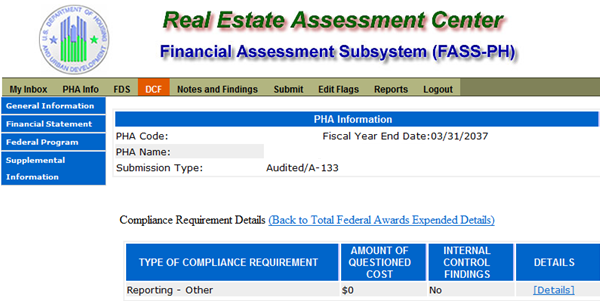 U.S. DEPARTMENT OF HOUSING
AND URBAN DEVELOPMENT
Real Estate Assessment Center
Financial Assessment Subsystem (FASS-PH)
My Inbox PHA Info FDS DCF Notes and Findings Submit Edit Flags Reports Logout
General Information
Financial Statement
Federal Program
Supplemental
Information
PHA Information
PHA Code: Fiscal Year End Date:03/31/2037
PHA Name:
Submission Type: Audited/A-133
Compliance Requirement Details (Back to Total Federal Awards Expended Details)
TYPE OF COMPLIANCE REQUIREMENT AMOUNT OF QUESTIONED COST INTERNAL CONTROL FINDINGS DETAILS
Reporting - Other $0 No [Details]